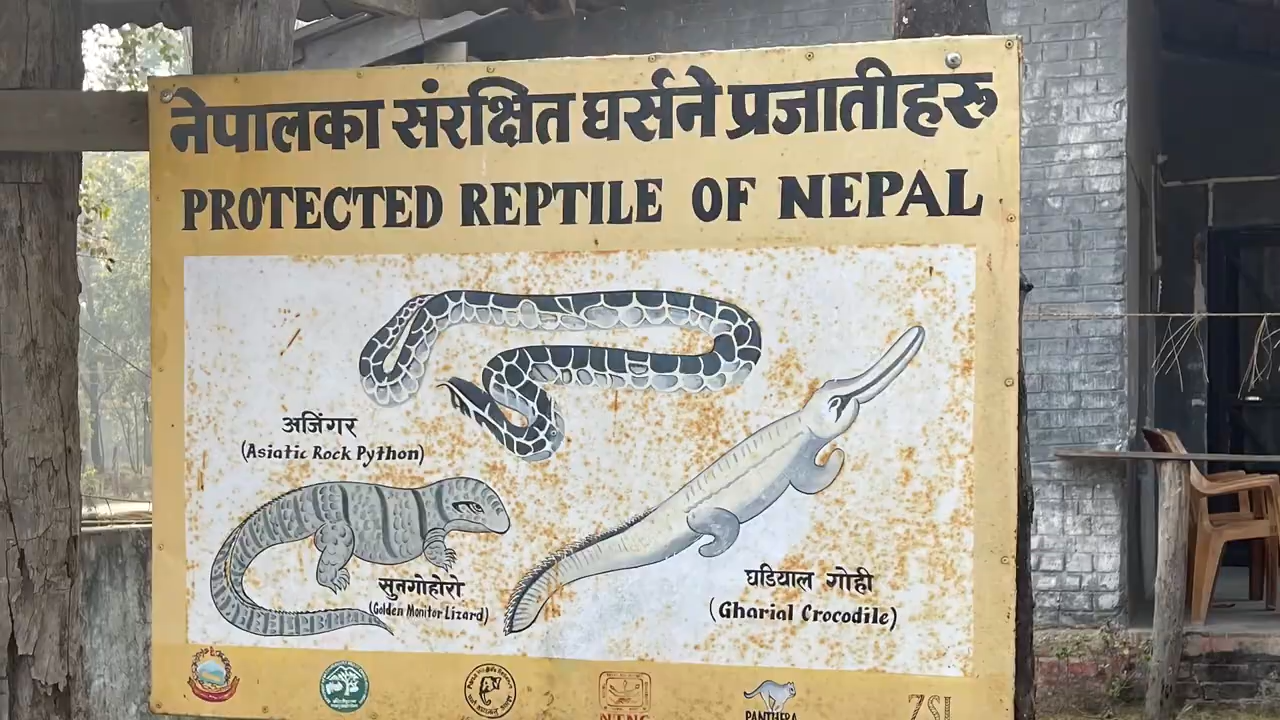 नेपालका संरक्षित घर्सने प्रजातीहरू
PROTECTED REPTILE OF NEPAL
अजिंगर
(Asiatic Rock Python)
सुनगोहोरो
(Golden Monitor Lizard)
घडियाल गोही
(Gharial Crocodile)
NTNC
PANTHERA
ZSL